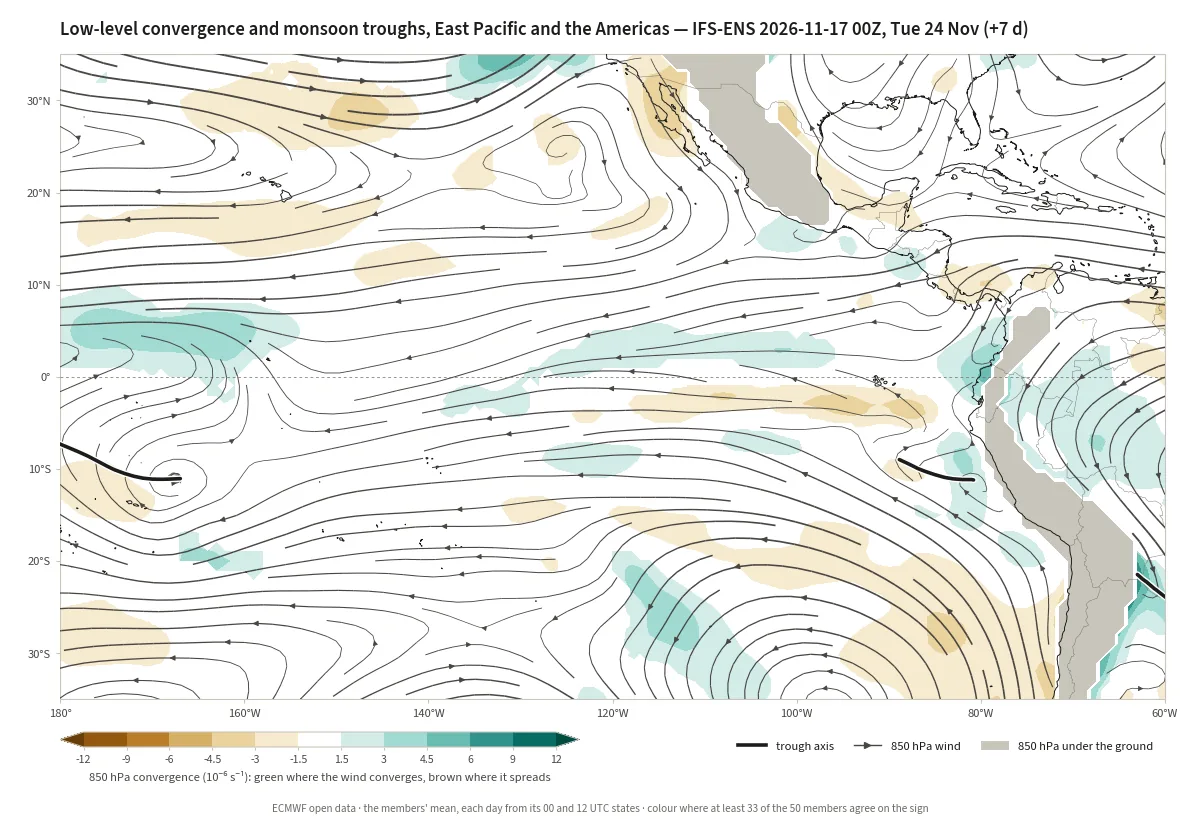 Low-level convergence and monsoon troughs, East Pacific and the Americas — IFS-ENS 2026-11-17 00Z, Tue 24 Nov (+7 d)
30°N
20°N
10°N
0°
10°S
20°S
30°S
180° 160°W 140°W 120°W 100°W 80°W 60°W
-12 -9 -6 -4.5 -3 -1.5 1.5 3 4.5 6 9 12
850 hPa convergence (10⁻⁶ s⁻¹): green where the wind converges, brown where it spreads
trough axis 850 hPa wind 850 hPa under the ground
ECMWF open data · the members' mean, each day from its 00 and 12 UTC states · colour where at least 33 of the 50 members agree on the sign